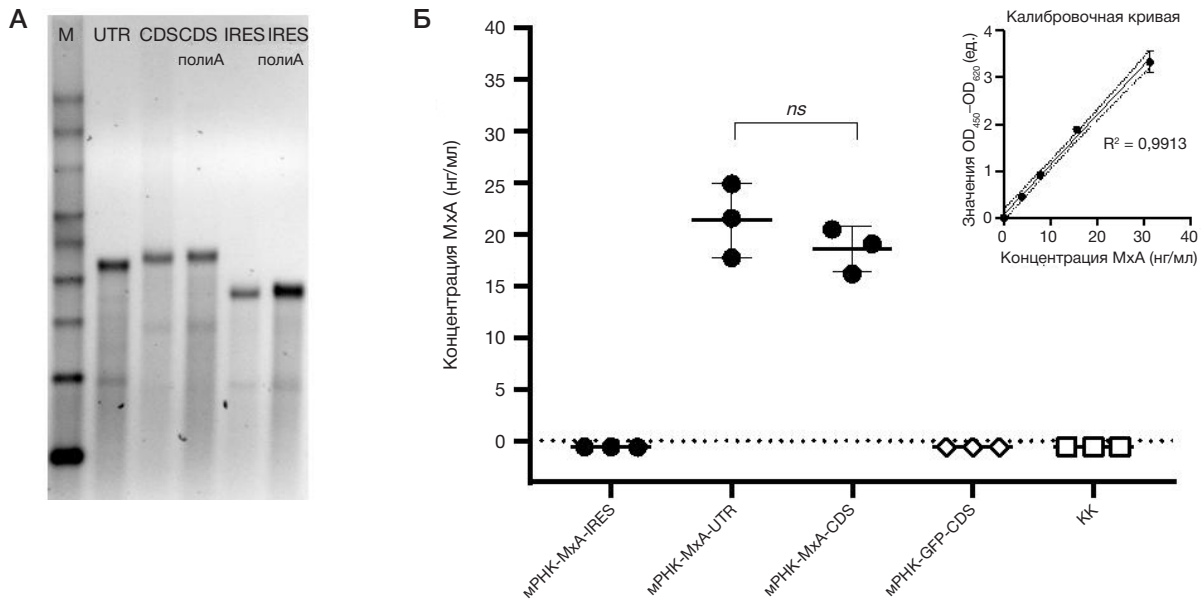 А
M UTR CDS CDS IRES IRES
полиА полиА
Б
Концентрация MxA (нг/мл)
40
35
30
25
20
15
10
5
0
ns
мРНК-MxA-IRES
мРНК-MxA-UTR
мРНК-MxA-CDS
мРНК-GFP-CDS
КК
Калибровочная кривая
Значения OD450–OD620 (ед.)
4
3
2
1
0
R² = 0,9913
0 10 20 30 40
Концентрация MxA (нг/мл)